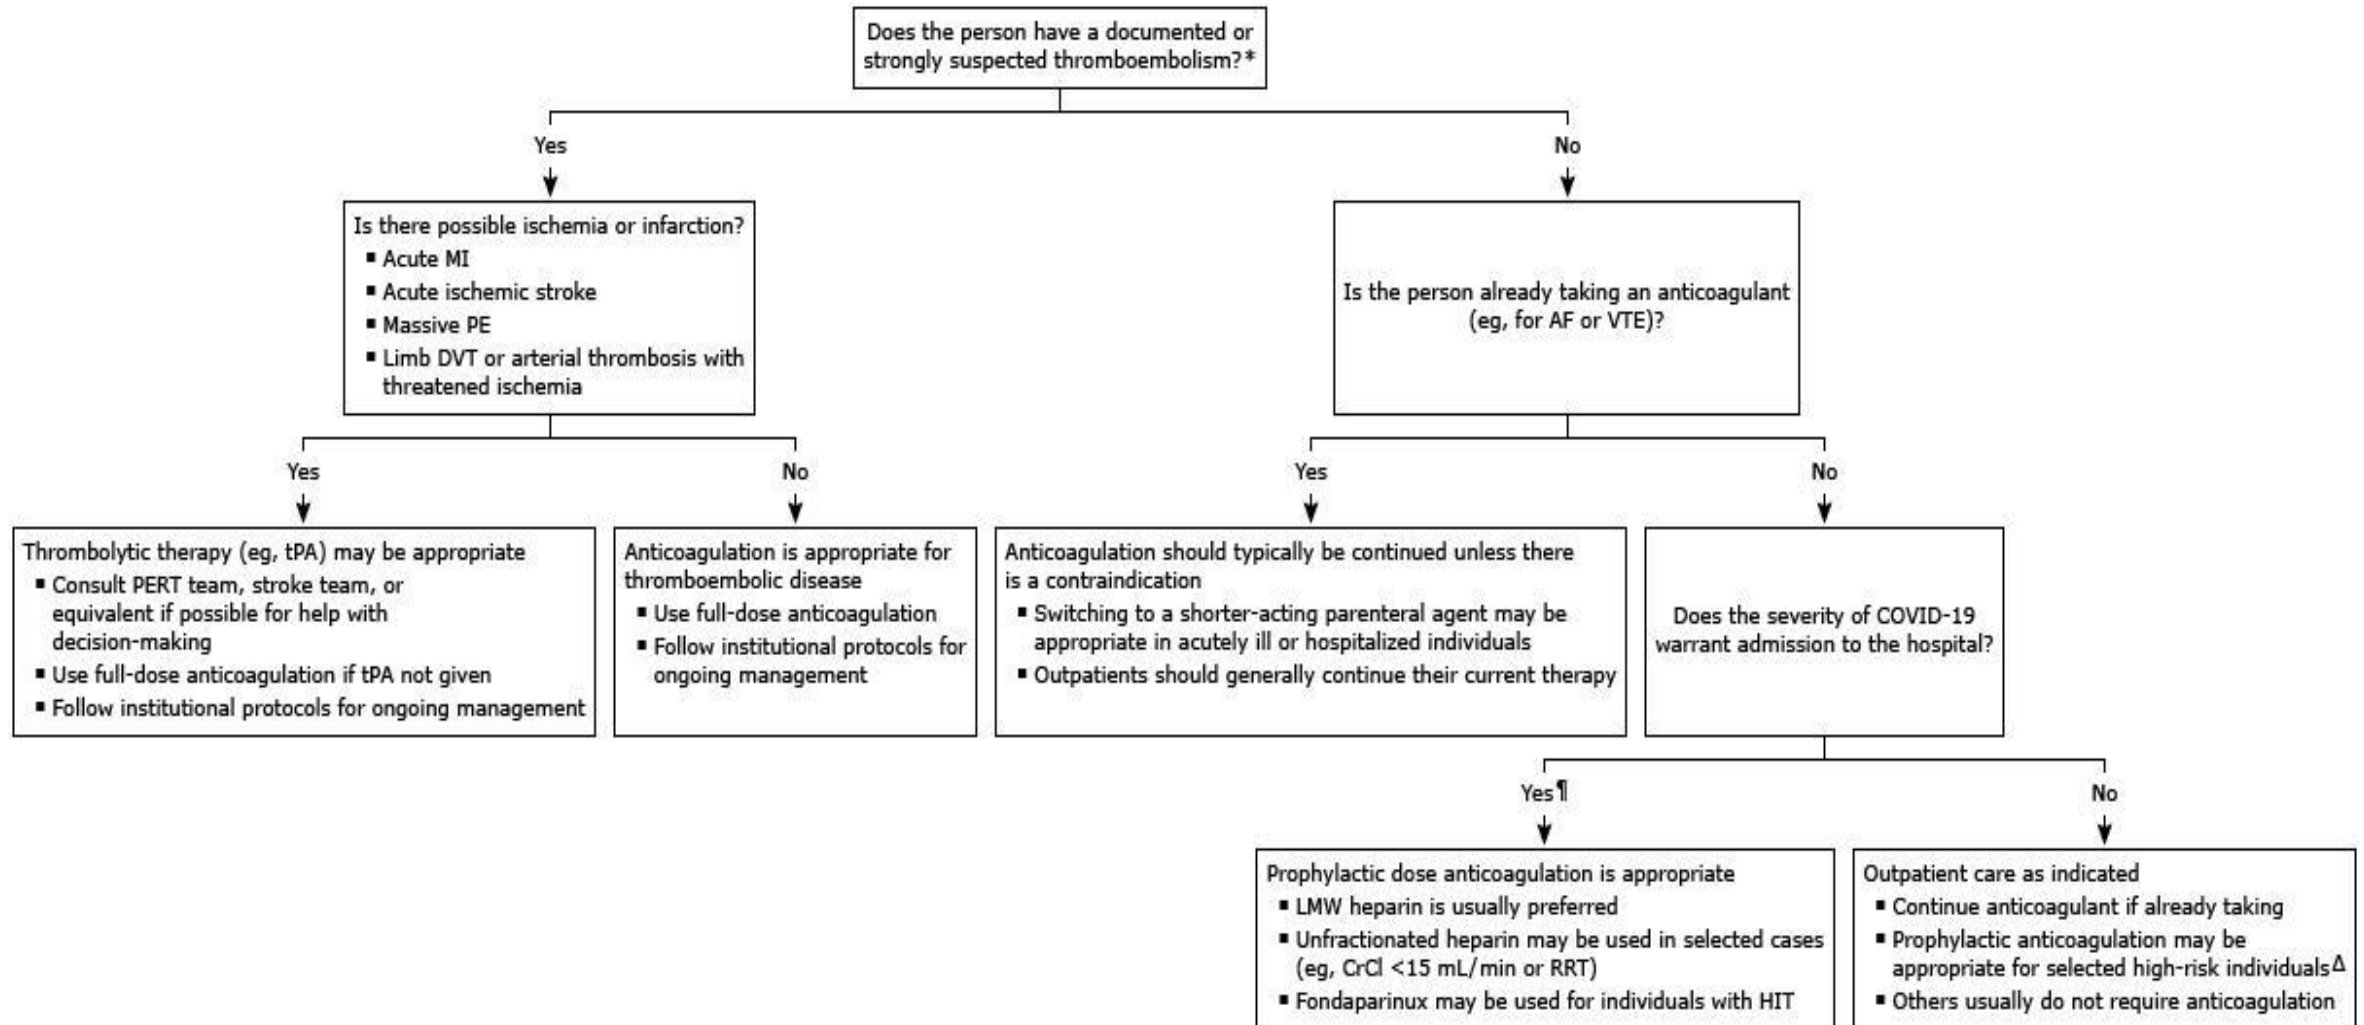 Does the person have a documented or
strongly suspected thromboembolism?*
Yes
No
Is there possible ischemia or infarction?
▪ Acute MI
▪ Acute ischemic stroke
▪ Massive PE
▪ Limb DVT or arterial thrombosis with
threatened ischemia
Is the person already taking an anticoagulant
(eg, for AF or VTE)?
Yes
No
Yes
No
Thrombolytic therapy (eg, tPA) may be appropriate
▪ Consult PERT team, stroke team, or
equivalent if possible for help with
decision-making
▪ Use full-dose anticoagulation if tPA not given
▪ Follow institutional protocols for ongoing management
Anticoagulation is appropriate for
thromboembolic disease
▪ Use full-dose anticoagulation
▪ Follow institutional protocols for
ongoing management
Anticoagulation should typically be continued unless there
is a contraindication
▪ Switching to a shorter-acting parenteral agent may be
appropriate in acutely ill or hospitalized individuals
▪ Outpatients should generally continue their current therapy
Does the severity of COVID-19
warrant admission to the hospital?
Yes¶
No
Prophylactic dose anticoagulation is appropriate
▪ LMW heparin is usually preferred
▪ Unfractionated heparin may be used in selected cases
(eg, CrCl <15 mL/min or RRT)
▪ Fondaparinux may be used for individuals with HIT
Outpatient care as indicated
▪ Continue anticoagulant if already taking
▪ Prophylactic anticoagulation may be
appropriate for selected high-risk individualsΔ
▪ Others usually do not require anticoagulation